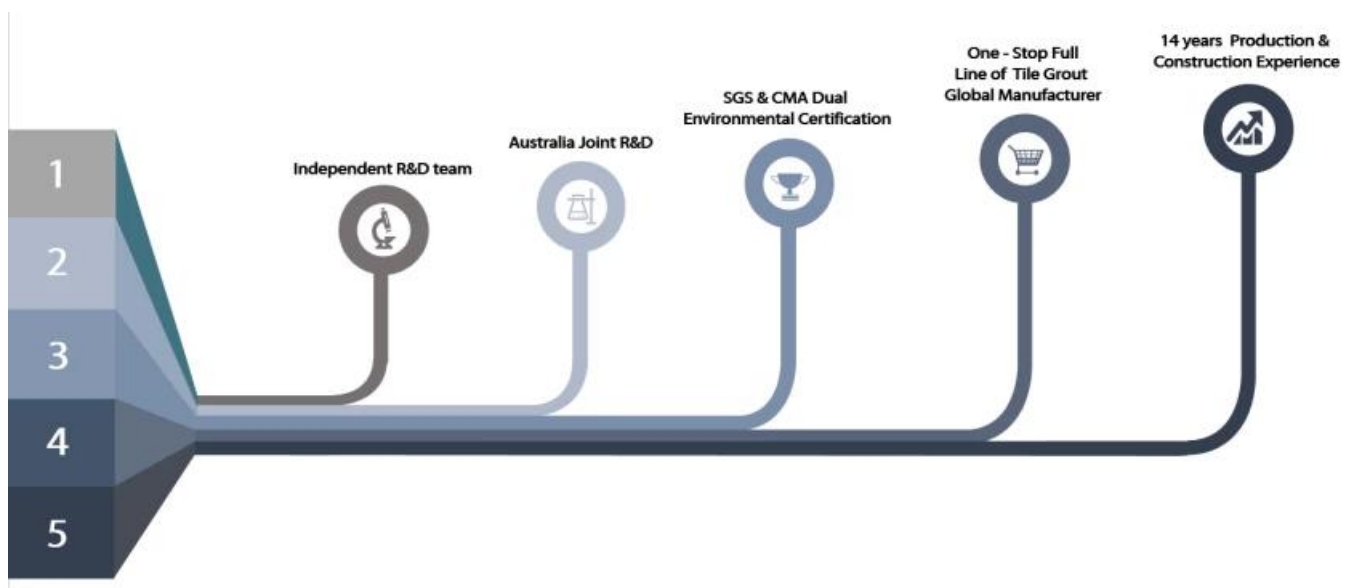 1
2
3
4
5
Independent R&D team
Australia Joint R&D
SGS & CMA Dual
Environmental Certification
One - Stop Full
Line of Tile Grout
Global Manufacturer
14 years Production &
Construction Experience